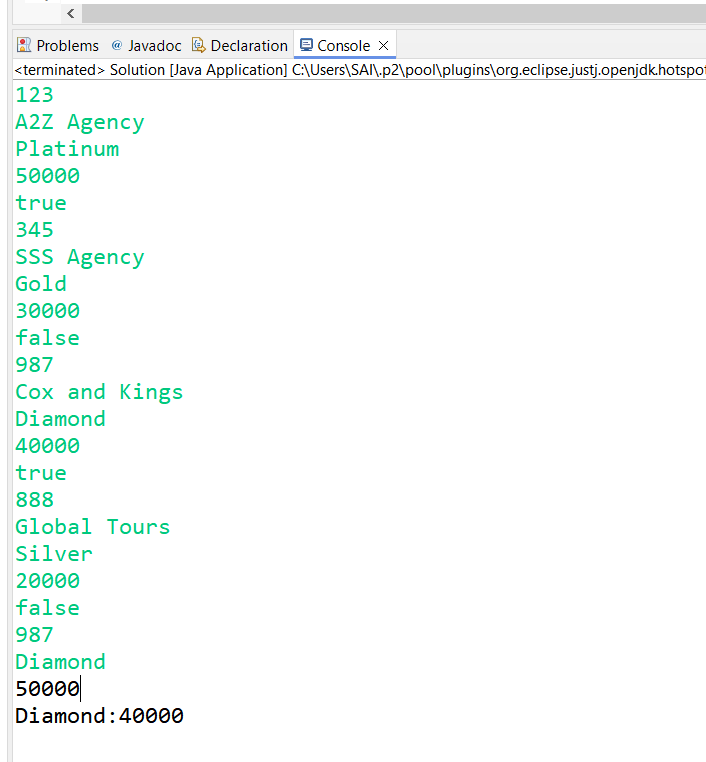 Problems @ Javadoc Declaration Console
<terminated> Solution [Java Application] C:\Users\SAI\.p2\pool\plugins\org.eclipse.justj.openjdk.hotspot
123
A2Z Agency
Platinum
50000
true
345
SSS Agency
Gold
30000
false
987
Cox and Kings
Diamond
40000
true
888
Global Tours
Silver
20000
false
987
Diamond
50000
Diamond:40000